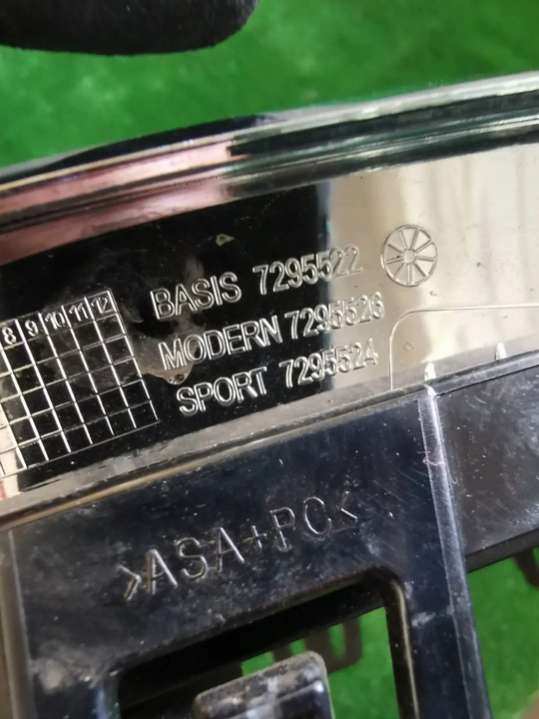 8 9 10 11 12
BASIS 7295522
MODERN 7295526
SPORT 7295524
>ASA+PC<